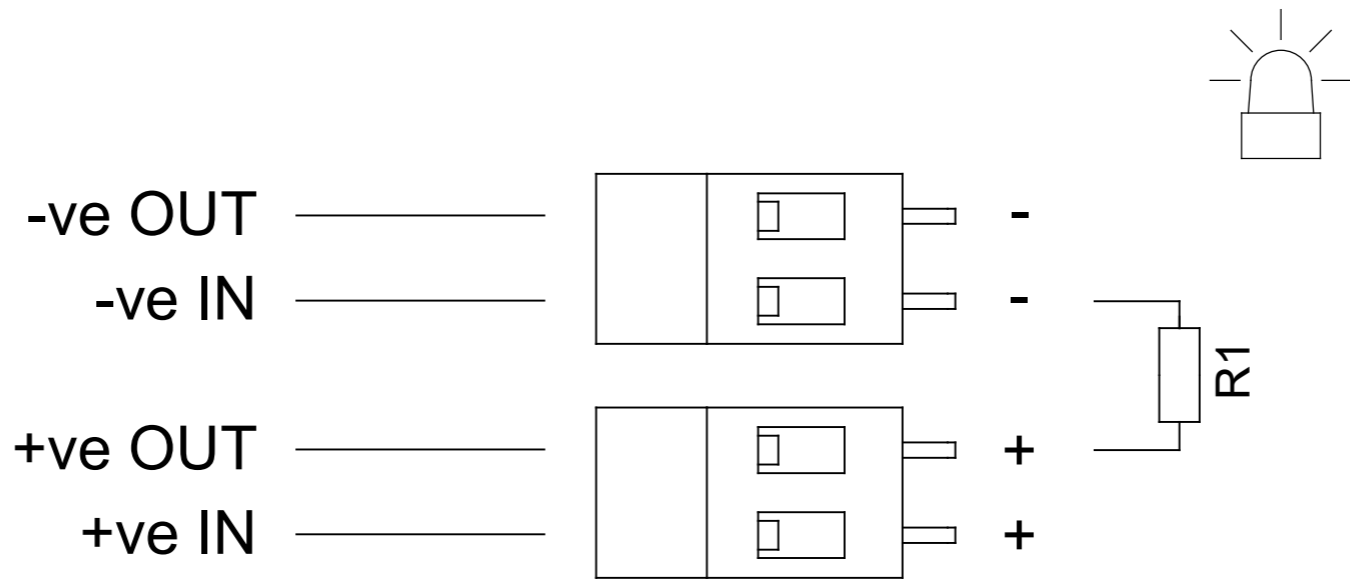 -ve OUT -
-ve IN -
R1
+ve OUT +
+ve IN +